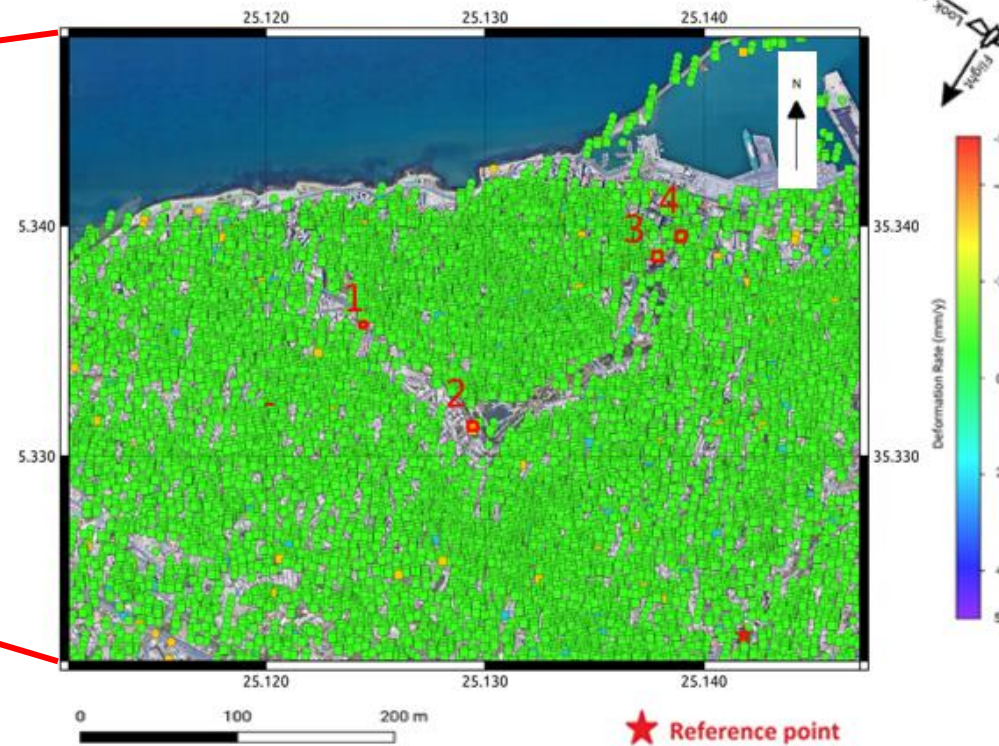 25.120 25.130 25.140
Look
Flight
N
5.340 35.340
4
3
1
2
5.330 35.330
Deformation Rate (mm/y)
25.120 25.130 25.140
0 100 200 m
Reference point